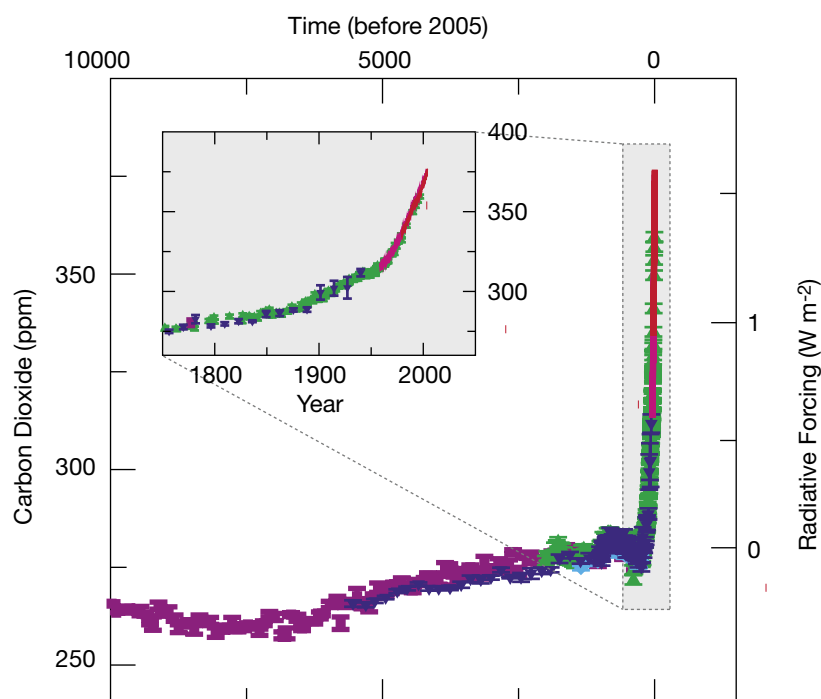 Time (before 2005)
10000 5000 0
400
350
300
1800 1900 2000
Year
350
300
250
Carbon Dioxide (ppm)
1
0
Radiative Forcing (W m-2)